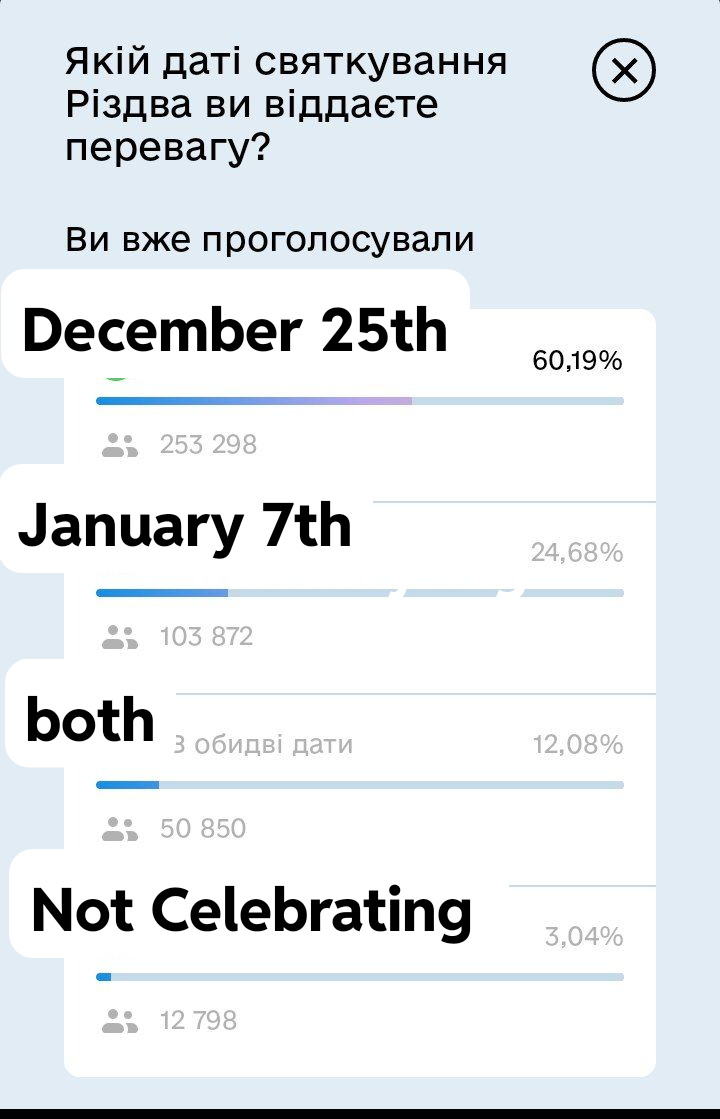 Якій даті святкування
Різдва ви віддаєте
перевагу?
Ви вже проголосували
December 25th
60,19%
253 298
January 7th
24,68%
103 872
both
обидві дати
12,08%
50 850
Not Celebrating
3,04%
12 798